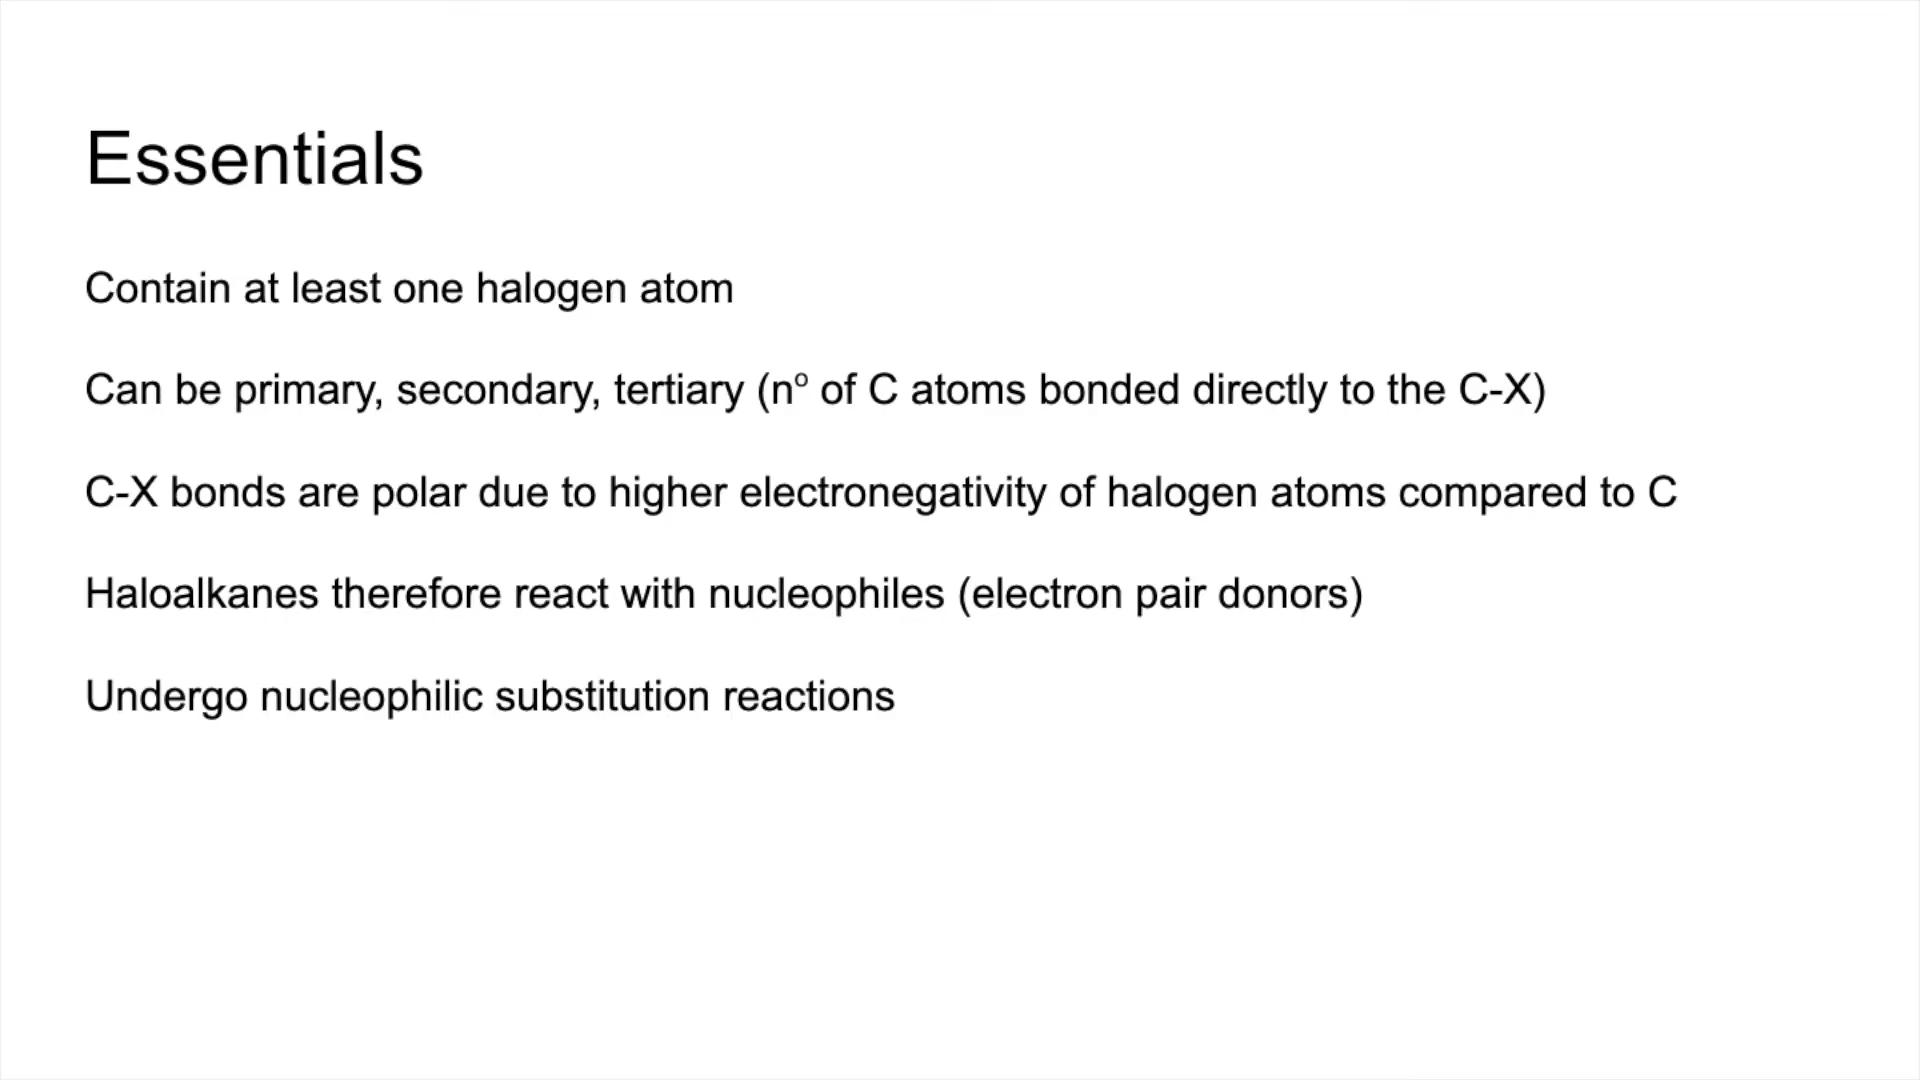 Essentials
Contain at least one halogen atom
Can be primary, secondary, tertiary (nº of C atoms bonded directly to the C-X)
C-X bonds are polar due to higher electronegativity of halogen atoms compared to C
Haloalkanes therefore react with nucleophiles (electron pair donors)
Undergo nucleophilic substitution reactions